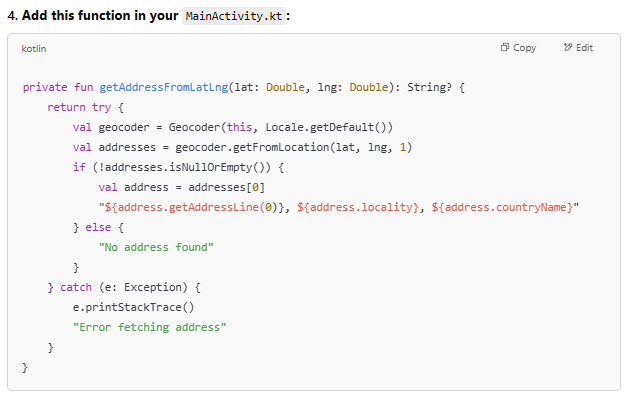 4. Add this function in your MainActivity.kt:
kotlin Copy Edit
private fun getAddressFromLatLng(lat: Double, lng: Double): String? {
    return try {
        val geocoder = Geocoder(this, Locale.getDefault())
        val addresses = geocoder.getFromLocation(lat, lng, 1)
        if (!addresses.isNullOrEmpty()) {
            val address = addresses[0]
            "${address.getAddressLine(0)}, ${address.locality}, ${address.countryName}"
        } else {
            "No address found"
        }
    } catch (e: Exception) {
        e.printStackTrace()
        "Error fetching address"
    }
}